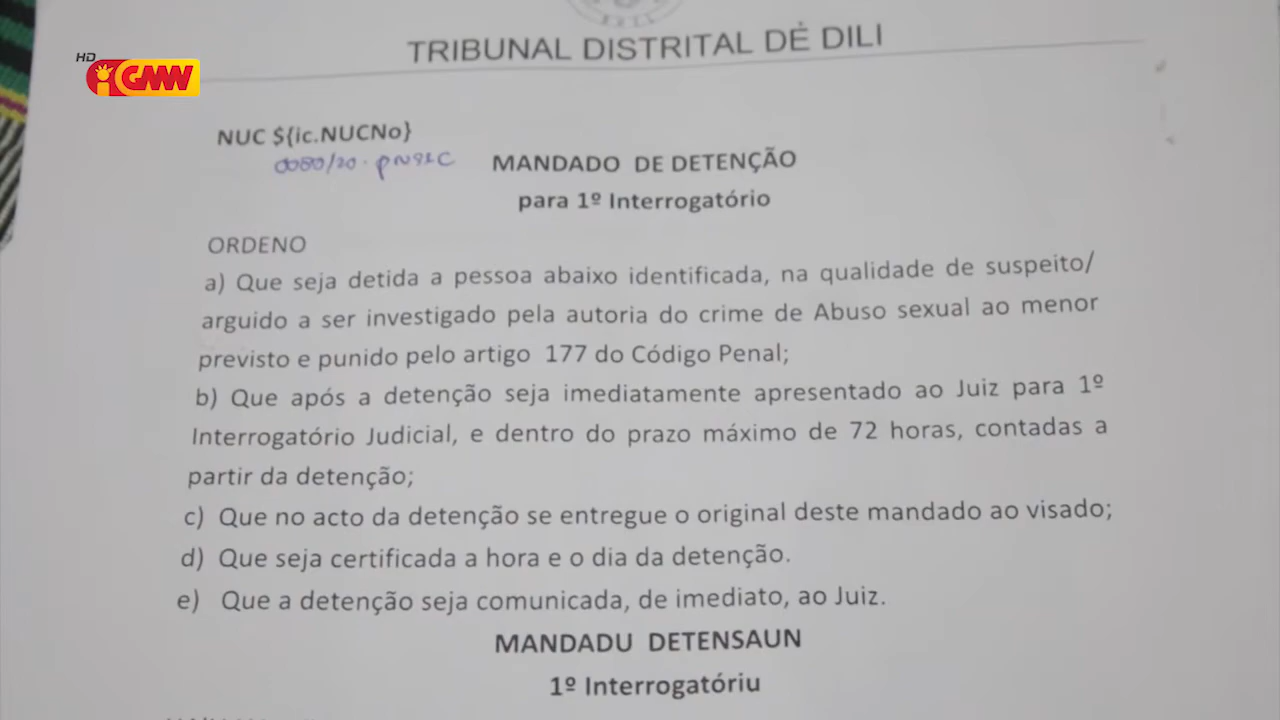 HD
GMN
TRIBUNAL DISTRITAL DE DILI
NUC ${ic.NUCNo}
0080/20. PNSIC
MANDADO DE DETENÇÃO
para 1º Interrogatório
ORDENO
a) Que seja detida a pessoa abaixo identificada, na qualidade de suspeito/
arguido a ser investigado pela autoria do crime de Abuso sexual ao menor
previsto e punido pelo artigo 177 do Código Penal;
b) Que após a detenção seja imediatamente apresentado ao Juiz para 1º
Interrogatório Judicial, e dentro do prazo máximo de 72 horas, contadas a
partir da detenção;
c) Que no acto da detenção se entregue o original deste mandado ao visado;
d) Que seja certificada a hora e o dia da detenção.
e) Que a detenção seja comunicada, de imediato, ao Juiz.
MANDADU DETENSAUN
1º Interrogatóriu